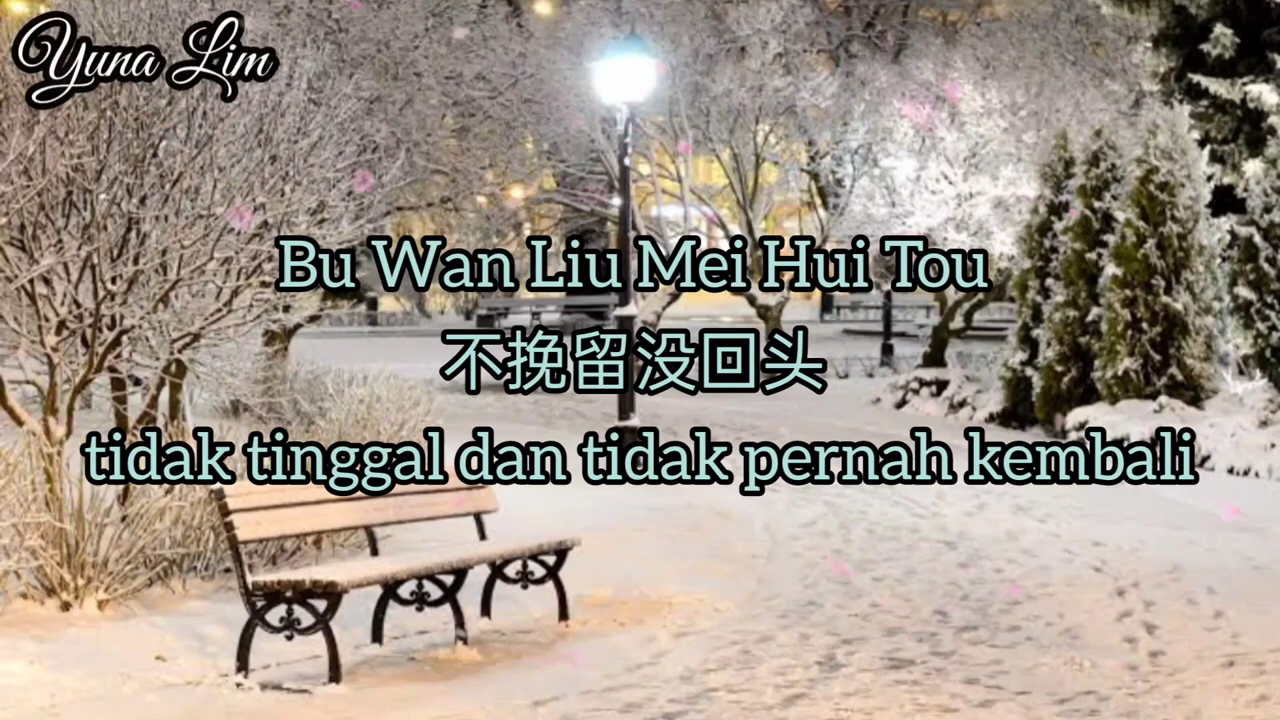 Yuna Lim
Bu Wan Liu Mei Hui Tou
不挽留没回头
tidak tinggal dan tidak pernah kembali